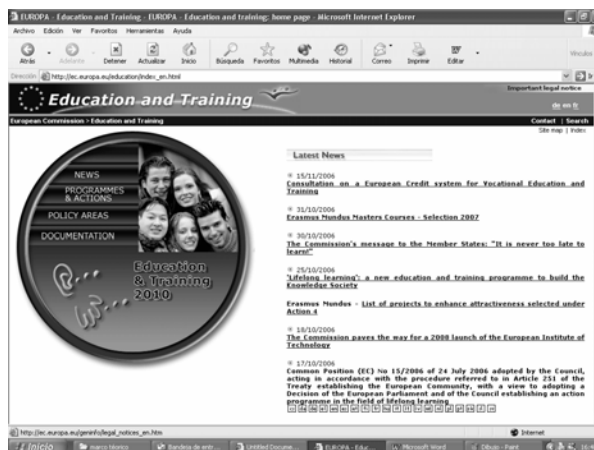 EUROPA - Education and Training - EUROPA - Education and training: home page - Microsoft Internet Explorer
Archivo Edición Ver Favoritos Herramientas Ayuda
Atrás Adelante Detener Actualizar Inicio Búsqueda Favoritos Multimedia Historial Correo Imprimir Editar Vínculos
Dirección http://ec.europa.eu/education/index_en.html
Important legal notice
Education and Training
de en fr
European Commission > Education and Training Contact | Search
Site map | Index
NEWS
PROGRAMMES
& ACTIONS
POLICY AREAS
DOCUMENTATION
Education
& Training
2010
Latest News
15/11/2006
Consultation on a European Credit system for Vocational Education and
Training
31/10/2006
Erasmus Mundus Masters Courses - Selection 2007
30/10/2006
The Commission's message to the Member States: "It is never too late to
learn!"
25/10/2006
'Lifelong learning': a new education and training programme to build the
Knowledge Society
Erasmus Mundus - List of projects to enhance attractiveness selected under
Action 4
18/10/2006
The Commission paves the way for a 2008 launch of the European Institute of
Technology
17/10/2006
Common Position (EC) No 15/2006 of 24 July 2006 adopted by the Council,
acting in accordance with the procedure referred to in Article 251 of the
Treaty establishing the European Community, with a view to adopting a
Decision of the European Parliament and of the Council establishing an action
programme in the field of lifelong learning
http://ec.europa.eu/geninfo/legal_notices_en.htm Internet
Inicio marco técnico Bandeja de entr... Untitled Docume... EUROPA - Educ... Microsoft Word Dibujo - Paint